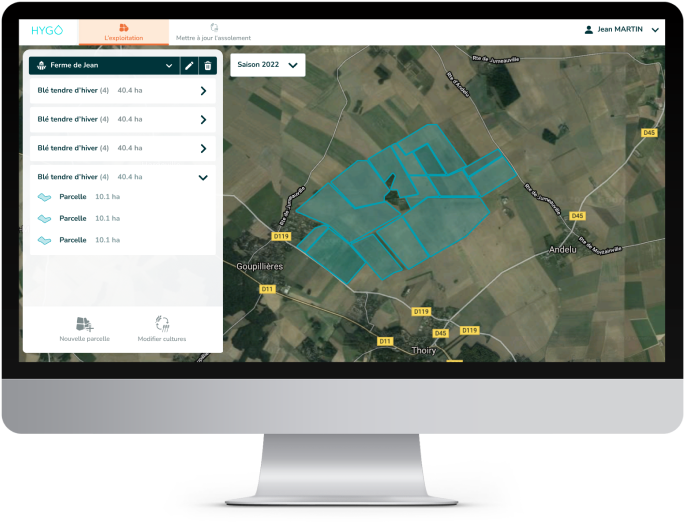 HYGO
L'exploitation
Mettre à jour l'assolement
Jean MARTIN
Ferme de Jean
Saison 2022
Blé tendre d'hiver (4) 40.4 ha
Blé tendre d'hiver (4) 40.4 ha
Blé tendre d'hiver (4) 40.4 ha
Blé tendre d'hiver (4) 40.4 ha
Parcelle 10.1 ha
Parcelle 10.1 ha
Parcelle 10.1 ha
Nouvelle parcelle
Modifier cultures
Rte de Jumeauville
Rte d'Andelu
D45
Rte de Jumeauville
Rte de Jumeauville
D45
D119
Rte de Montainville
Andelu
Goupillières
D11
D119
D45
D119
D11
Thoiry